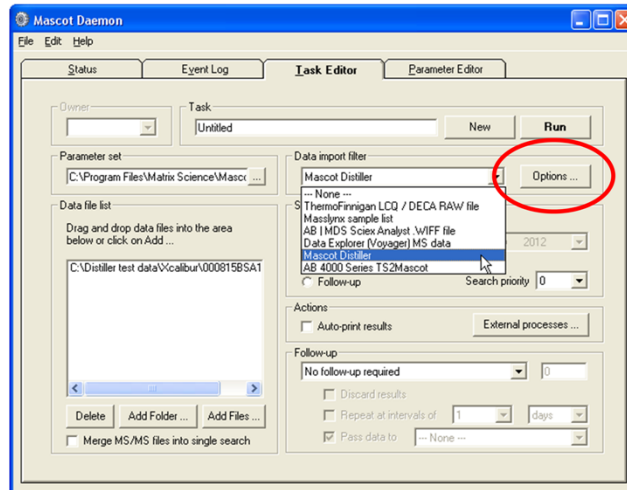 Mascot Daemon
File Edit Help
Status Event Log Task Editor Parameter Editor
Owner Task
Untitled New Run
Parameter set Data import filter
C:\Program Files\Matrix Science\Masco ... Mascot Distiller Options ...
--- None ---
ThermoFinnigan LCQ / DECA RAW file
Masslynx sample list
AB | MDS Sciex Analyst .WIFF file
Data Explorer (Voyager) MS data
Mascot Distiller
AB 4000 Series TS2Mascot
Data file list
Drag and drop data files into the area
below or click on Add ...
C:\Distiller test data\Xcalibur\000815BSA1
S
2012
Follow-up Search priority 0
Actions
Auto-print results External processes ...
Follow-up
No follow-up required 0
Discard results
Repeat at intervals of 1 days
Pass data to --- None ---
Delete Add Folder ... Add Files ...
Merge MS/MS files into single search